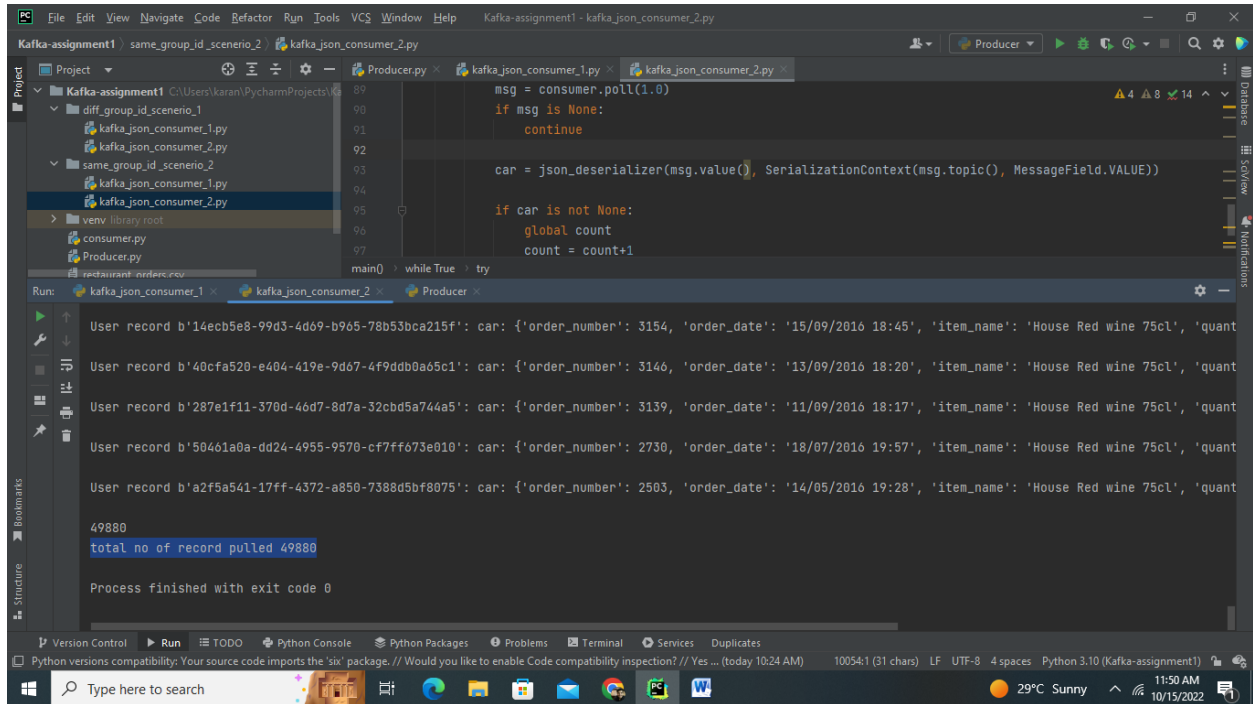 PC File Edit View Navigate Code Refactor Run Tools VCS Window Help Kafka-assignment1 - kafka_json_consumer_2.py
Kafka-assignment1 same_group_id _scenerio_2 kafka_json_consumer_2.py Producer
Project Producer.py kafka_json_consumer_1.py kafka_json_consumer_2.py
Kafka-assignment1 C:\Users\karan\PycharmProjects\Ka
diff_group_id_scenerio_1
kafka_json_consumer_1.py
kafka_json_consumer_2.py
same_group_id _scenerio_2
kafka_json_consumer_1.py
kafka_json_consumer_2.py
venv library root
consumer.py
Producer.py
restaurant_orders.csv
89 msg = consumer.poll(1.0)
90 if msg is None:
91 continue
92
93 car = json_deserializer(msg.value(), SerializationContext(msg.topic(), MessageField.VALUE))
94
95 if car is not None:
96 global count
97 count = count+1
4 8 14
main() while True try
Project
Bookmarks
Structure
Database
SciView
Notifications
Run: kafka_json_consumer_1 kafka_json_consumer_2 Producer
User record b'14ecb5e8-99d3-4d69-b965-78b53bca215f': car: {'order_number': 3154, 'order_date': '15/09/2016 18:45', 'item_name': 'House Red wine 75cl', 'quant
User record b'40cfa520-e404-419e-9d67-4f9ddb0a65c1': car: {'order_number': 3146, 'order_date': '13/09/2016 18:20', 'item_name': 'House Red wine 75cl', 'quant
User record b'287e1f11-370d-46d7-8d7a-32cbd5a744a5': car: {'order_number': 3139, 'order_date': '11/09/2016 18:17', 'item_name': 'House Red wine 75cl', 'quant
User record b'50461a0a-dd24-4955-9570-cf7ff673e010': car: {'order_number': 2730, 'order_date': '18/07/2016 19:57', 'item_name': 'House Red wine 75cl', 'quant
User record b'a2f5a541-17ff-4372-a850-7388d5bf8075': car: {'order_number': 2503, 'order_date': '14/05/2016 19:28', 'item_name': 'House Red wine 75cl', 'quant
49880
total no of record pulled 49880
Process finished with exit code 0
Version Control Run TODO Python Console Python Packages Problems Terminal Services Duplicates
Python versions compatibility: Your source code imports the 'six' package. // Would you like to enable Code compatibility inspection? // Yes ... (today 10:24 AM) 10054:1 (31 chars) LF UTF-8 4 spaces Python 3.10 (Kafka-assignment1)
Type here to search 29°C Sunny 11:50 AM
10/15/2022